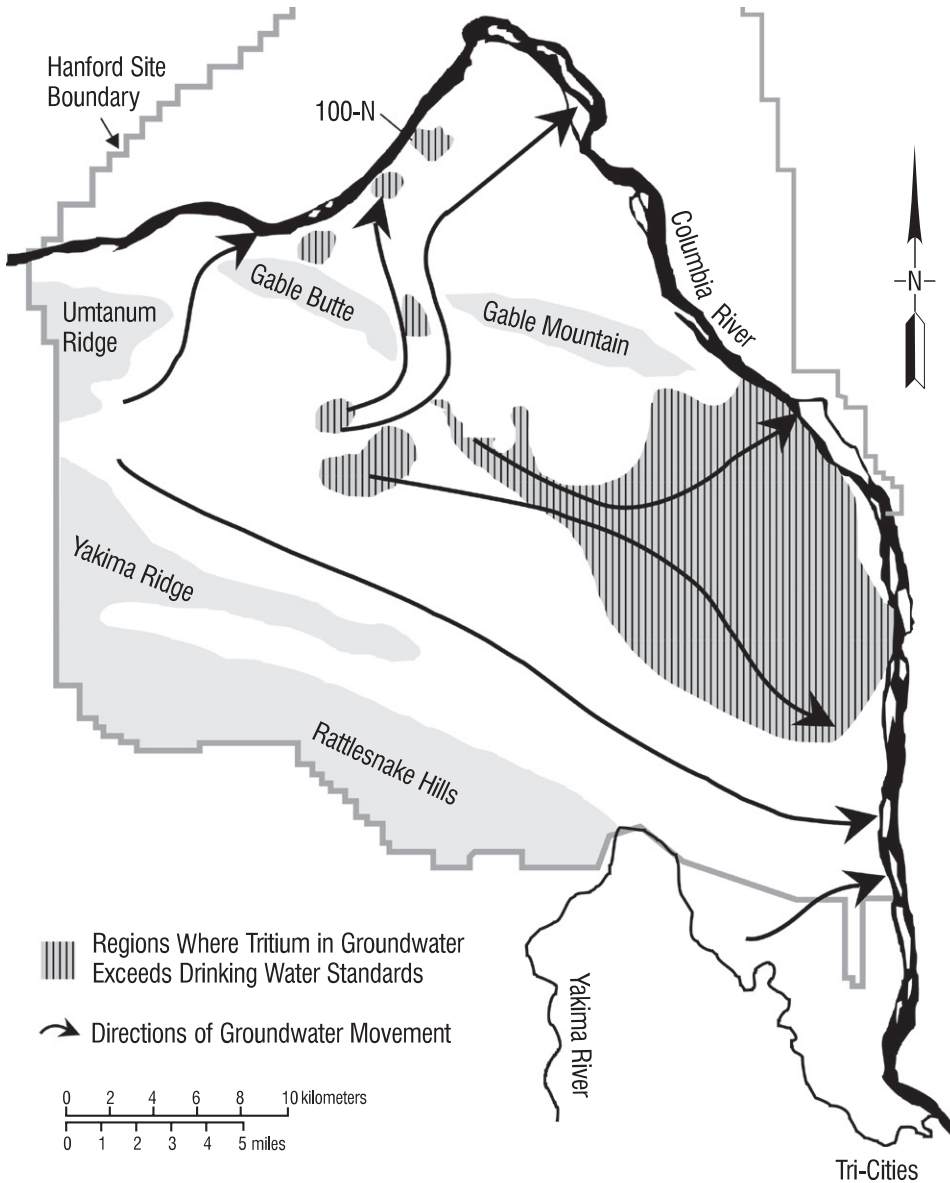 Hanford Site
Boundary
100-N
Columbia River
N
Umtanum
Ridge
Gable Butte
Gable Mountain
Yakima Ridge
Rattlesnake Hills
Regions Where Tritium in Groundwater
Exceeds Drinking Water Standards
Directions of Groundwater Movement
Yakima River
0 2 4 6 8 10 kilometers
0 1 2 3 4 5 miles
Tri-Cities